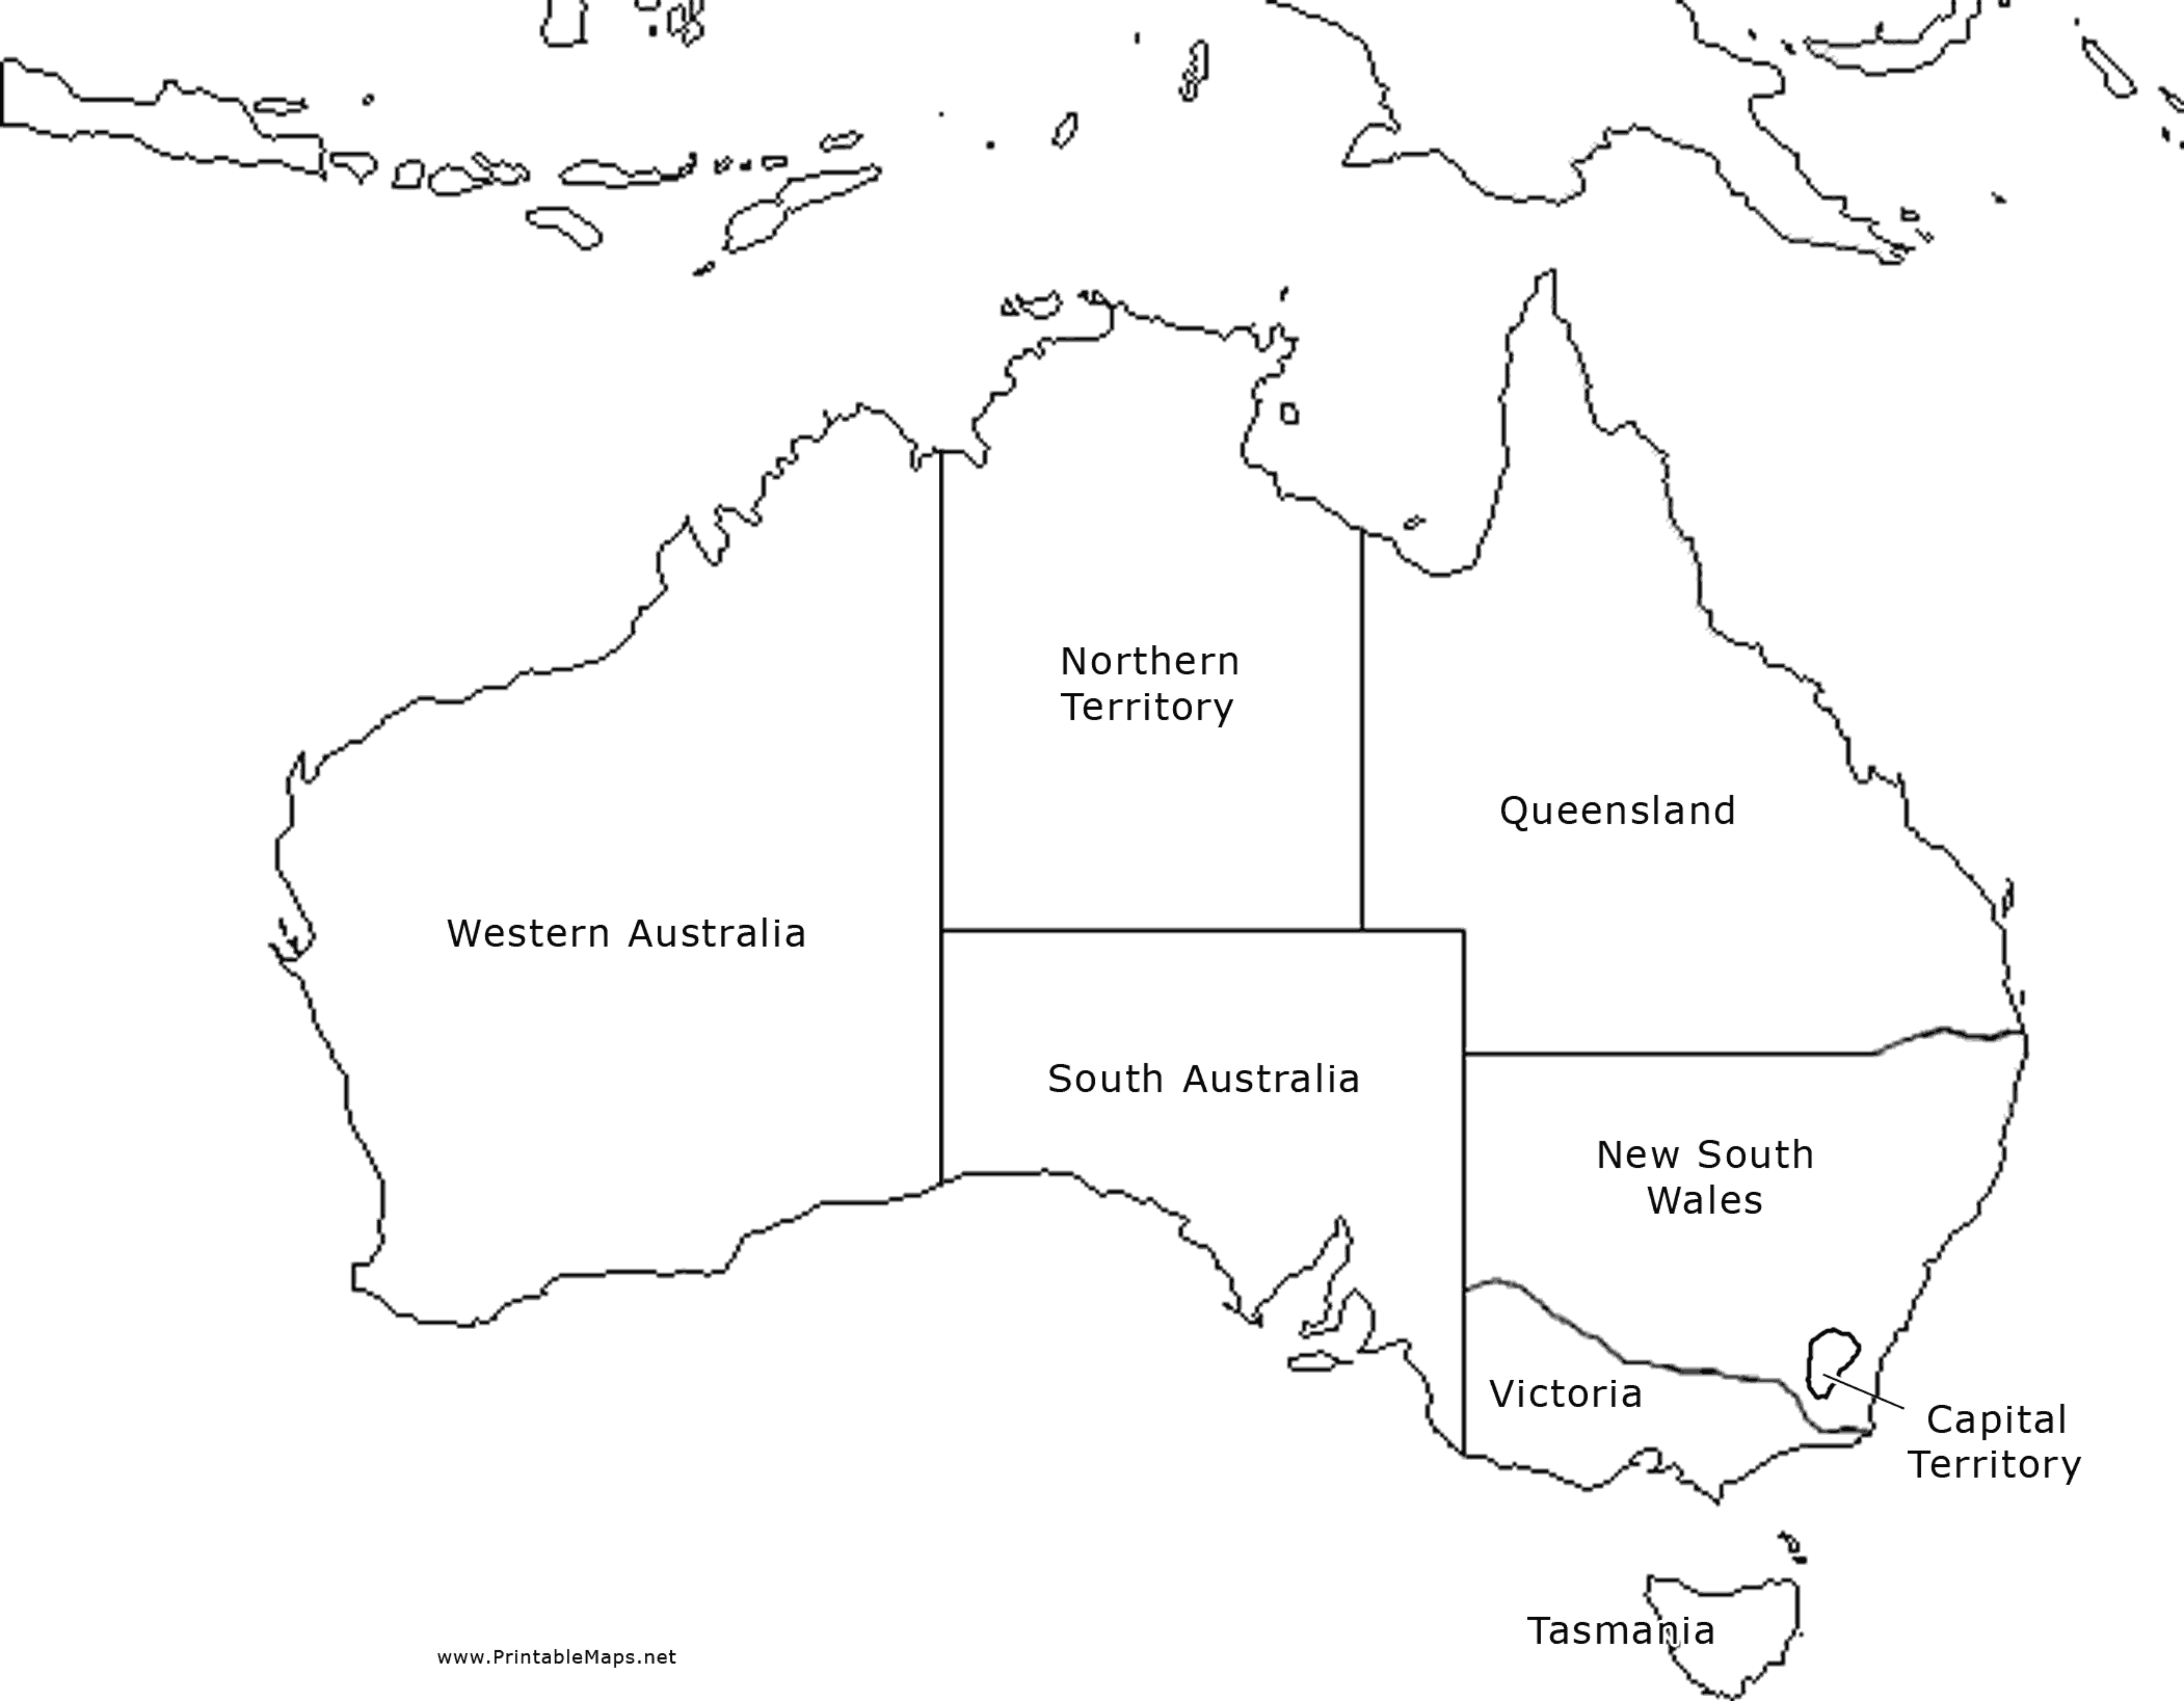 Northern
Territory
Queensland
Western Australia
South Australia
New South
Wales
Victoria
Capital
Territory
Tasmania
www.PrintableMaps.net